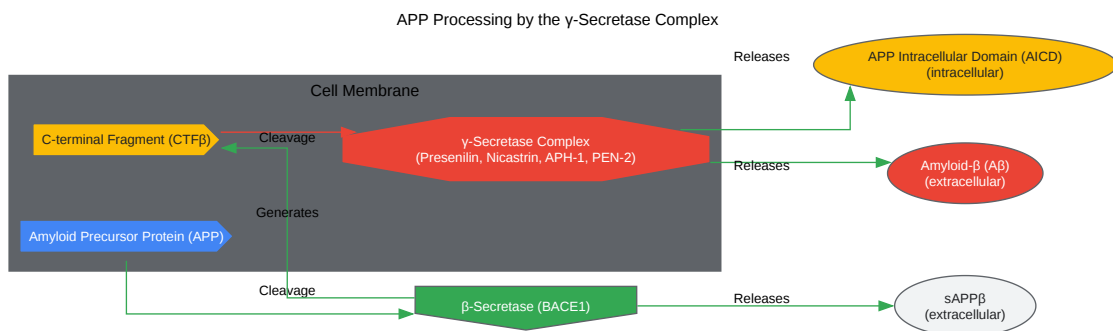 APP Processing by the γ-Secretase Complex
Releases
APP Intracellular Domain (AICD)
(intracellular)
Cell Membrane
C-terminal Fragment (CTFβ)
Cleavage
γ-Secretase Complex
(Presenilin, Nicastrin, APH-1, PEN-2)
Releases
Amyloid-β (Aβ)
(extracellular)
Generates
Amyloid Precursor Protein (APP)
Cleavage
β-Secretase (BACE1)
Releases
sAPPβ
(extracellular)